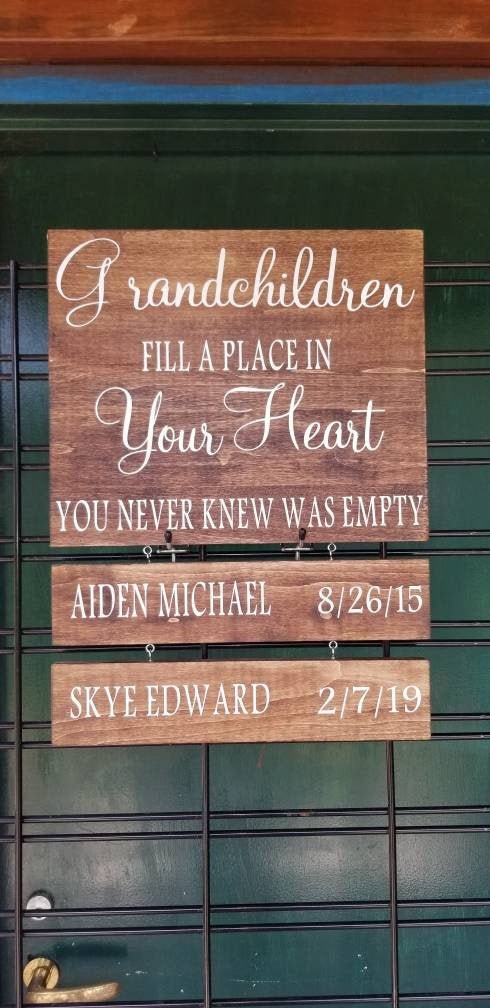 Grandchildren
FILL A PLACE IN
Your Heart
YOU NEVER KNEW WAS EMPTY
AIDEN MICHAEL 8/26/15
SKYE EDWARD 2/7/19